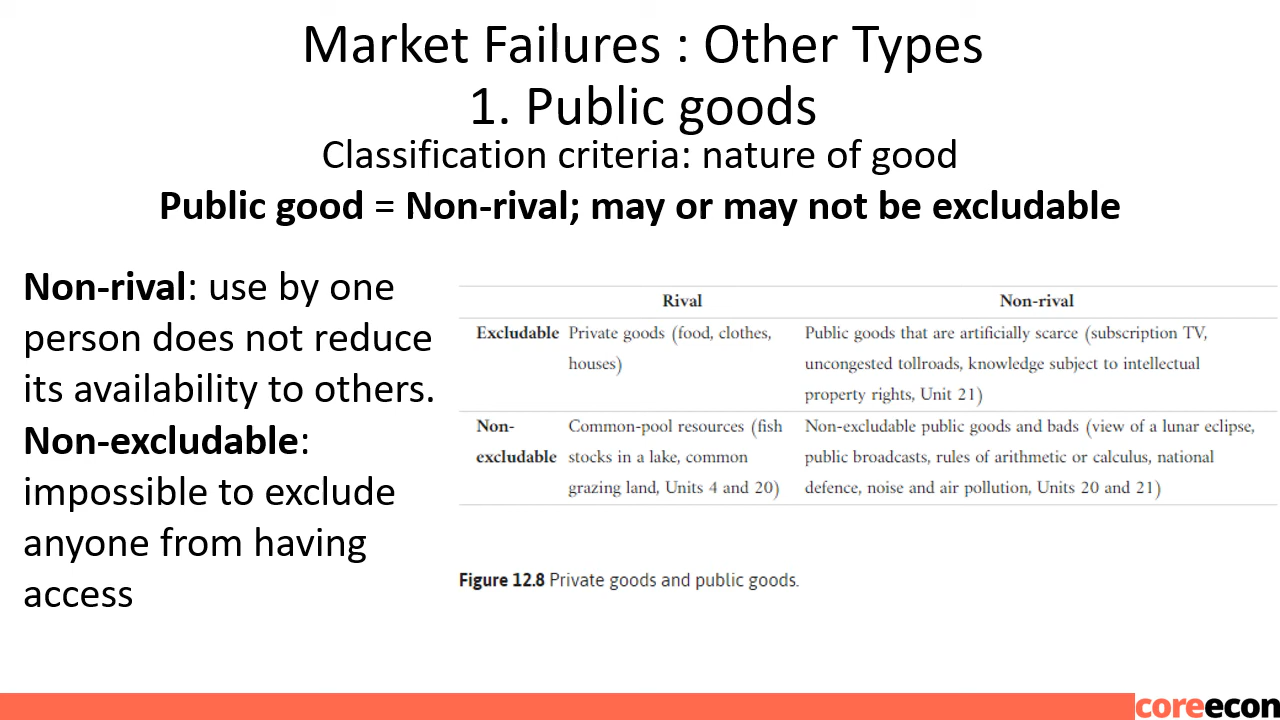 Market Failures : Other Types
1. Public goods
Classification criteria: nature of good
Public good = Non-rival; may or may not be excludable
Non-rival: use by one
person does not reduce
its availability to others.
Non-excludable:
impossible to exclude
anyone from having
access
Rival Non-rival
Excludable Private goods (food, clothes, Public goods that are artificially scarce (subscription TV,
houses) uncongested tollroads, knowledge subject to intellectual
property rights, Unit 21)
Non- Common-pool resources (fish Non-excludable public goods and bads (view of a lunar eclipse,
excludable stocks in a lake, common public broadcasts, rules of arithmetic or calculus, national
grazing land, Units 4 and 20) defence, noise and air pollution, Units 20 and 21)
Figure 12.8 Private goods and public goods.
coreecon